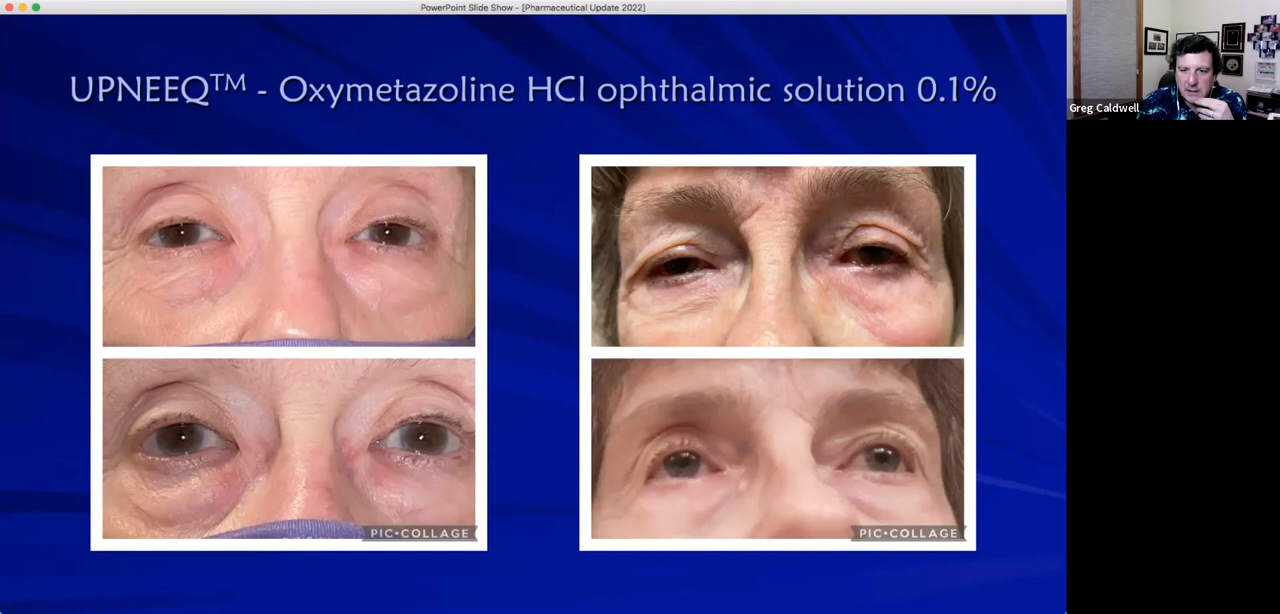 PowerPoint Slide Show - [Pharmaceutical Update 2022]
UPNEEQ™ - Oxymetazoline HCl ophthalmic solution 0.1%
PIC•COLLAGE
PIC•COLLAGE
Greg Caldwell